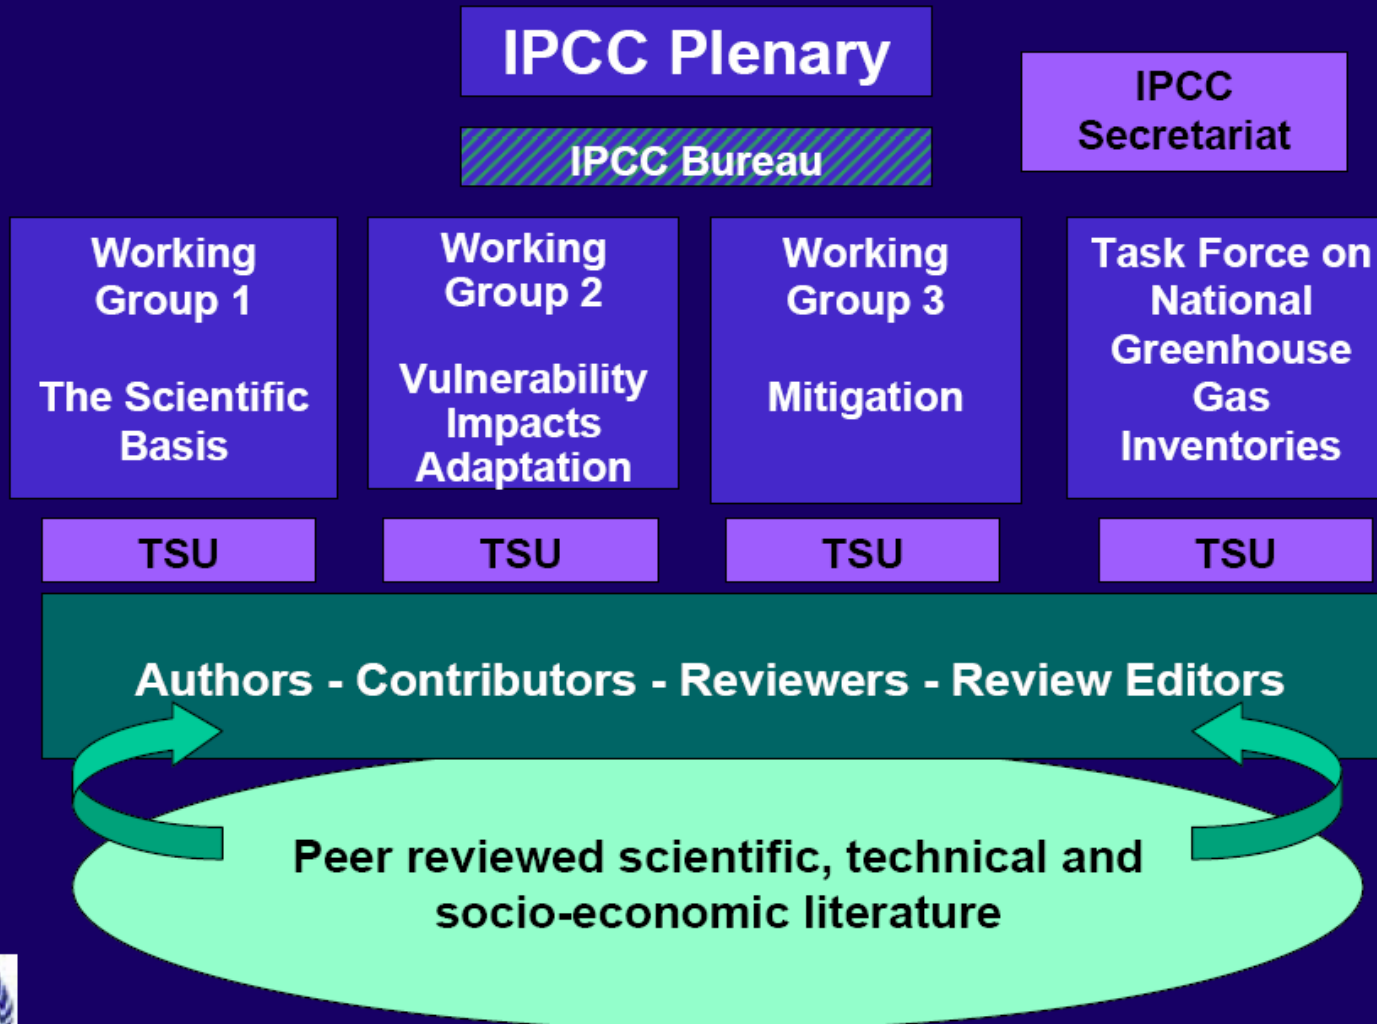 IPCC Plenary
IPCC
Secretariat
IPCC Bureau
Working
Group 1
The Scientific
Basis
Working
Group 2
Vulnerability
Impacts
Adaptation
Working
Group 3
Mitigation
Task Force on
National
Greenhouse
Gas
Inventories
TSU
TSU
TSU
TSU
Authors - Contributors - Reviewers - Review Editors
Peer reviewed scientific, technical and
socio-economic literature